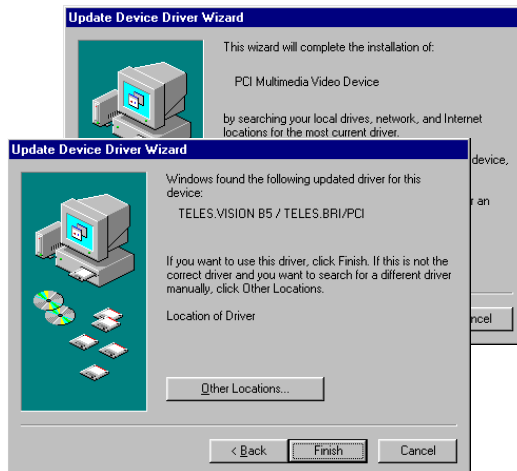 Update Device Driver Wizard
This wizard will complete the installation of:
PCI Multimedia Video Device
by searching your local drives, network, and Internet
locations for the most current driver.
device,
r an
ncel
Update Device Driver Wizard
Windows found the following updated driver for this
device:
TELES.VISION B5 / TELES.BRI/PCI
If you want to use this driver, click Finish. If this is not the
correct driver and you want to search for a different driver
manually, click Other Locations.
Location of Driver
Other Locations...
< Back Finish Cancel